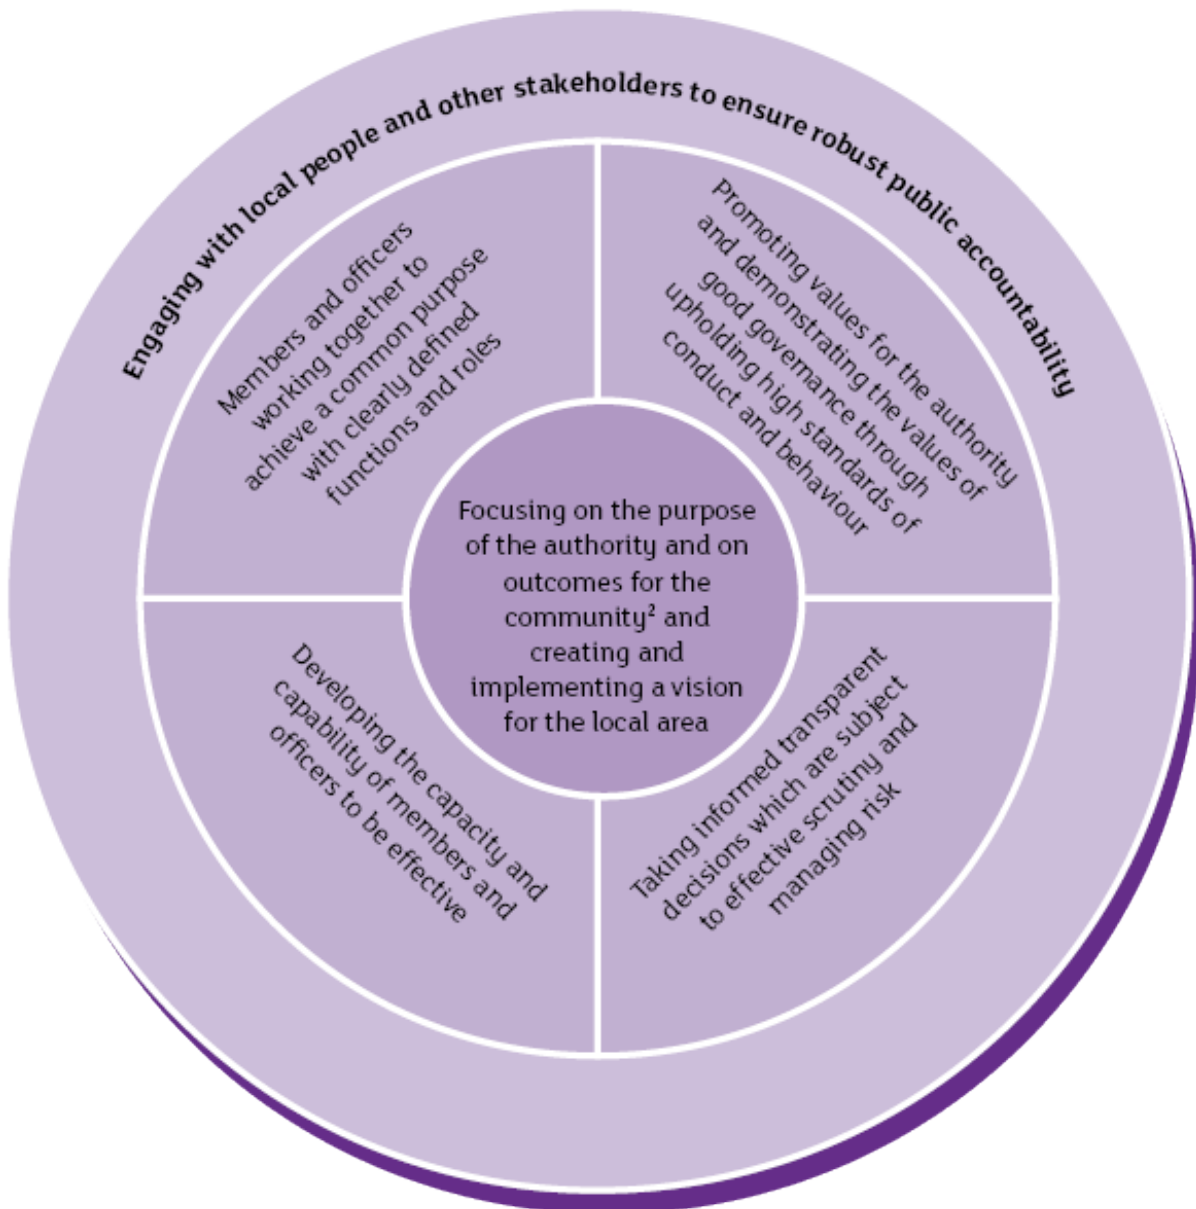 Engaging with local people and other stakeholders to ensure robust public accountability
Members and officers
working together to
achieve a common purpose
with clearly defined
functions and roles
Promoting values for the authority
and demonstrating the values of
good governance through
upholding high standards of
conduct and behaviour
Focusing on the purpose
of the authority and on
outcomes for the
community² and
creating and
implementing a vision
for the local area
Developing the capacity and
capability of members and
officers to be effective
Taking informed transparent
decisions which are subject
to effective scrutiny and
managing risk